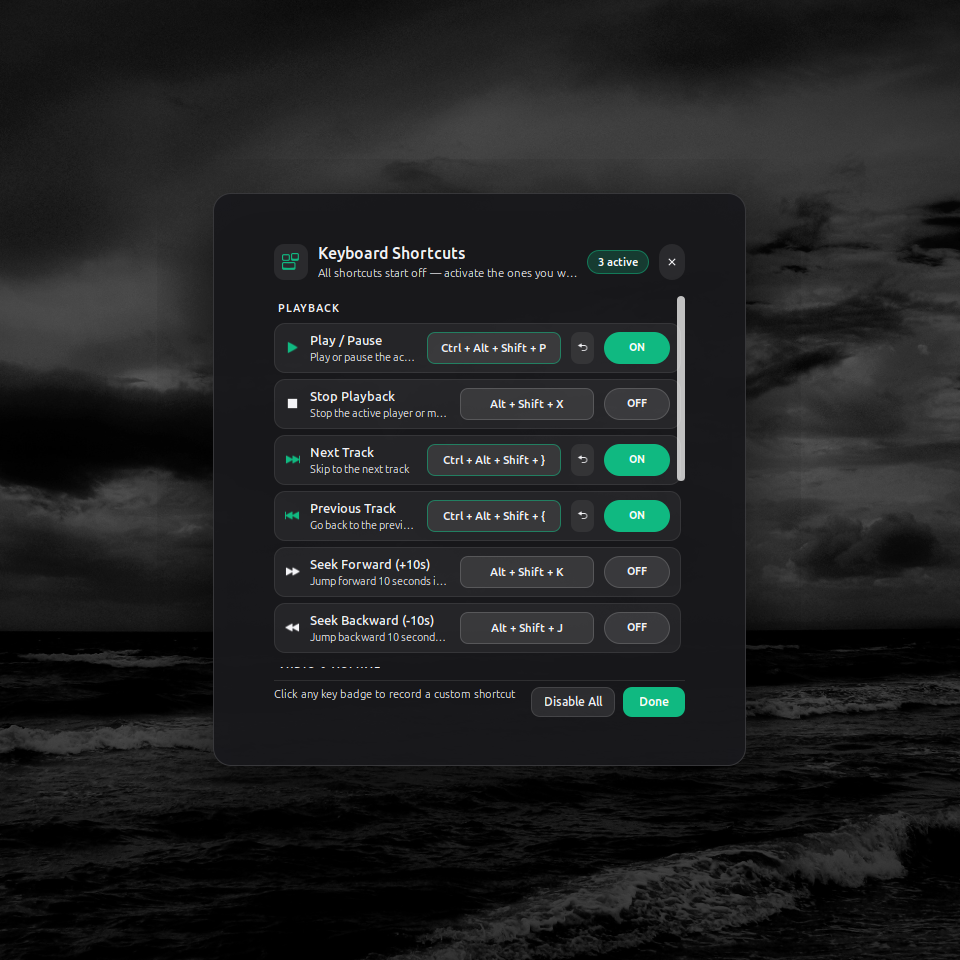 Keyboard Shortcuts
All shortcuts start off — activate the ones you w...
3 active
PLAYBACK
Play / Pause
Play or pause the ac...
Ctrl + Alt + Shift + P
ON
Stop Playback
Stop the active player or m...
Alt + Shift + X
OFF
Next Track
Skip to the next track
Ctrl + Alt + Shift + }
ON
Previous Track
Go back to the previ...
Ctrl + Alt + Shift + {
ON
Seek Forward (+10s)
Jump forward 10 seconds i...
Alt + Shift + K
OFF
Seek Backward (-10s)
Jump backward 10 second...
Alt + Shift + J
OFF
Click any key badge to record a custom shortcut
Disable All
Done